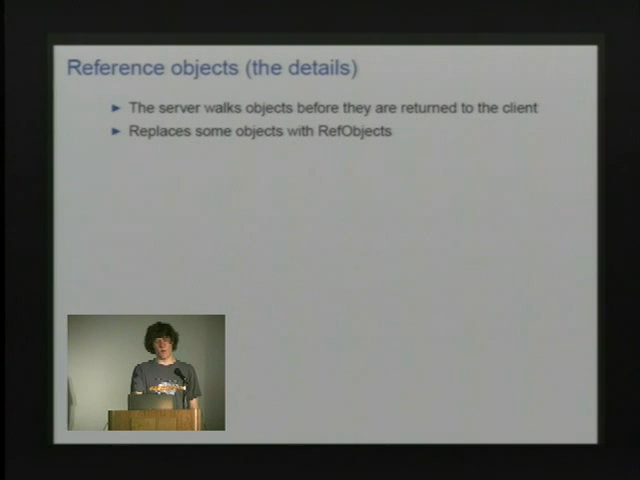 Reference objects (the details)
The server walks objects before they are returned to the client
Replaces some objects with RefObjects